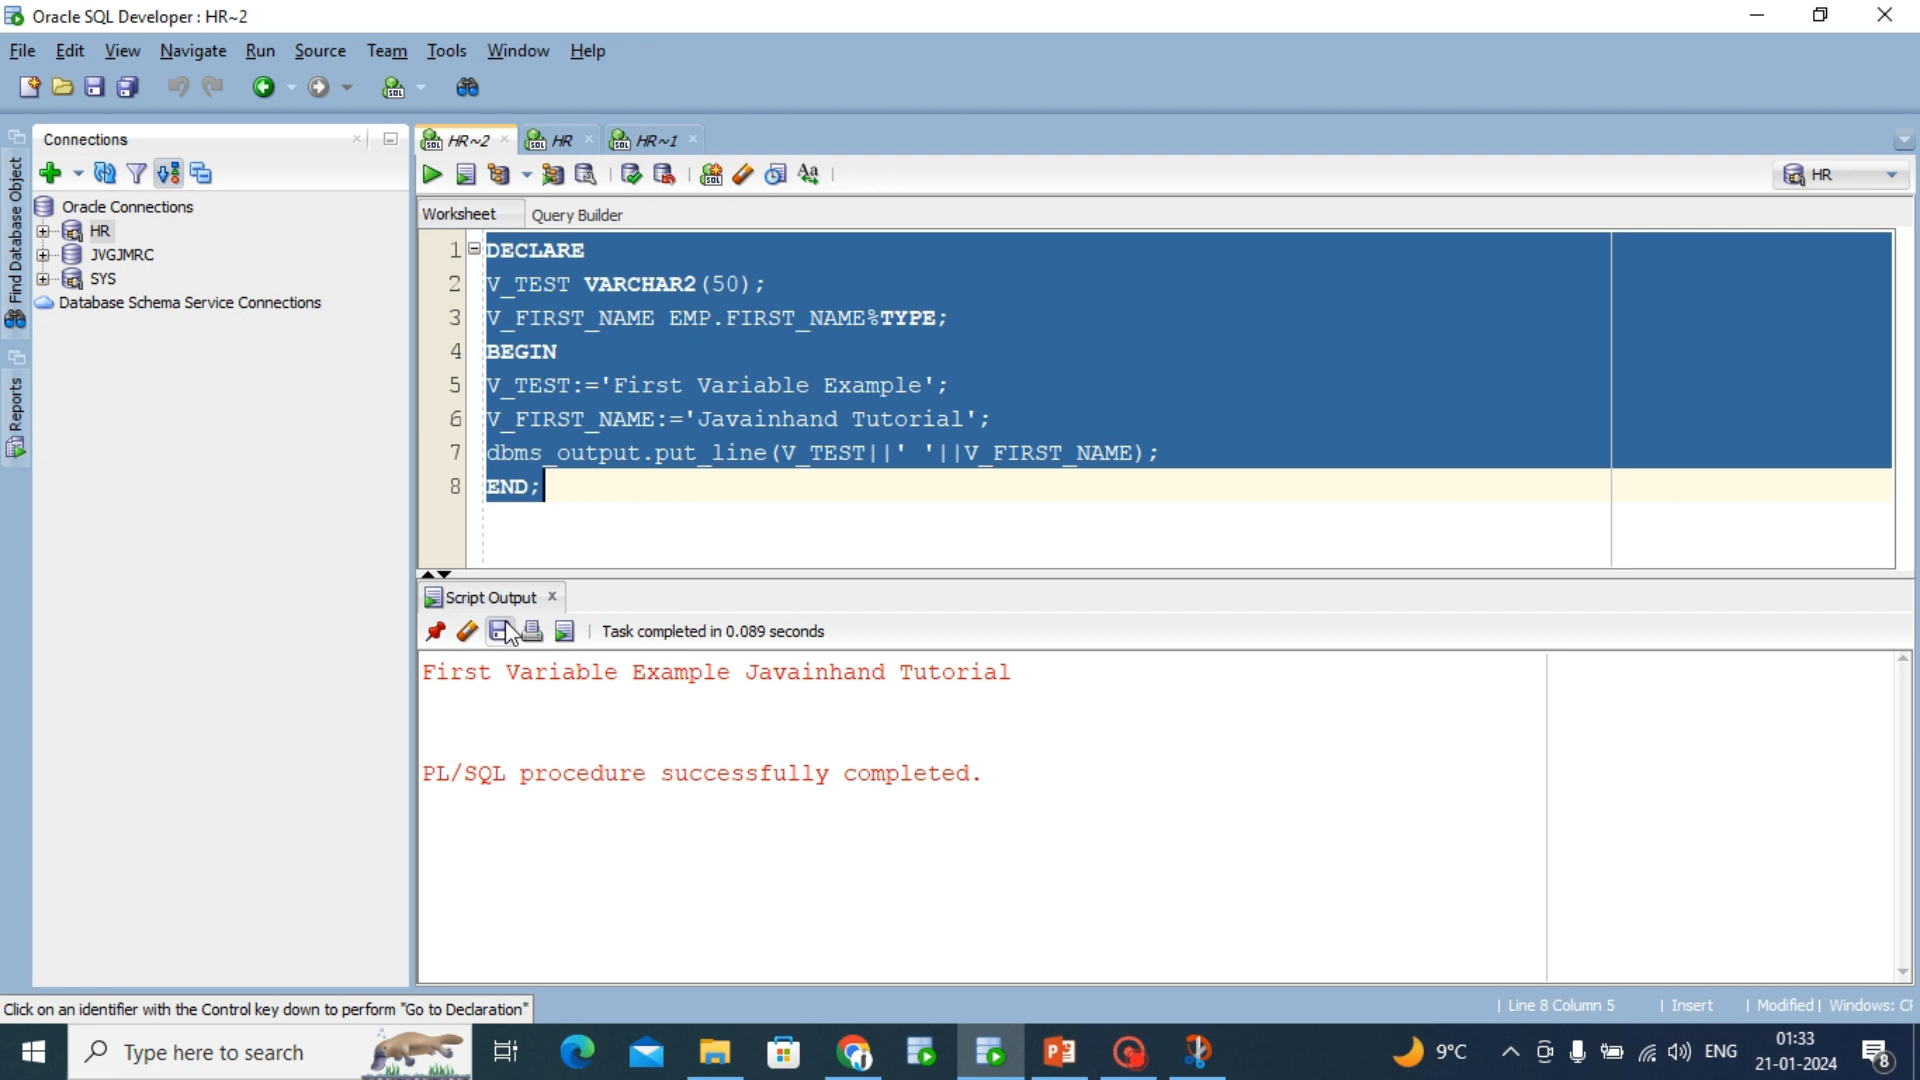 Oracle SQL Developer : HR~2
File Edit View Navigate Run Source Team Tools Window Help
Find Database Object
Reports
Connections
Oracle Connections
HR
JVGJMRC
SYS
Database Schema Service Connections
HR~2 HR HR~1
HR
Worksheet Query Builder
1 DECLARE
2 V_TEST VARCHAR2(50);
3 V_FIRST_NAME EMP.FIRST_NAME%TYPE;
4 BEGIN
5 V_TEST:='First Variable Example';
6 V_FIRST_NAME:='Javainhand Tutorial';
7 dbms_output.put_line(V_TEST||' '||V_FIRST_NAME);
8 END;
Script Output
Task completed in 0.089 seconds
First Variable Example Javainhand Tutorial
PL/SQL procedure successfully completed.
Click on an identifier with the Control key down to perform "Go to Declaration"
Line 8 Column 5 | Insert | Modified | Windows:
Type here to search
9°C
ENG
01:33
21-01-2024
8